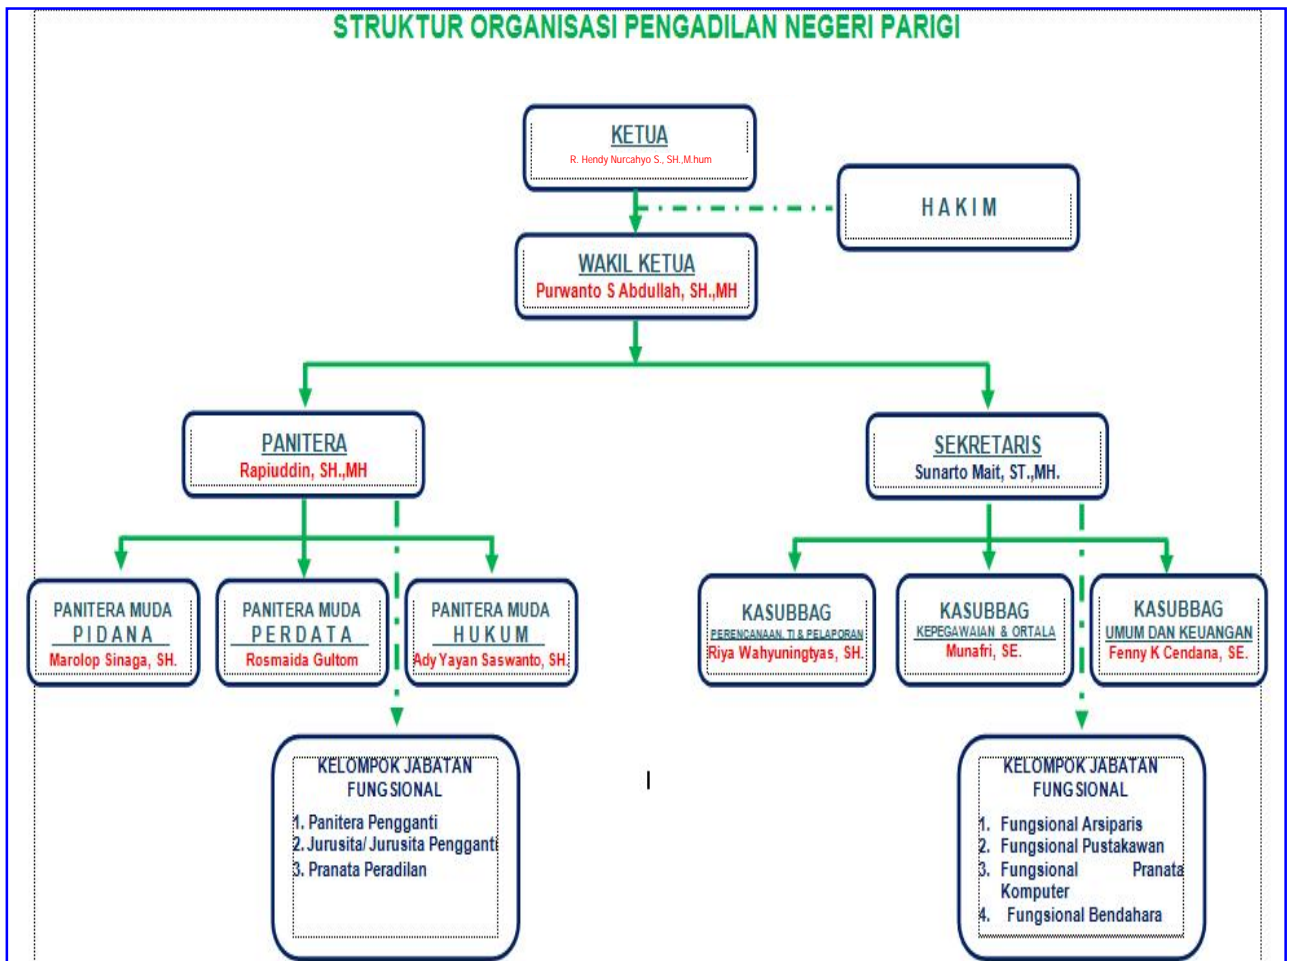 STRUKTUR ORGANISASI PENGADILAN NEGERI PARIGI
KETUA
R. Hendy Nurcahyo S., SH.,M.hum
H A K I M
WAKIL KETUA
Purwanto S Abdullah, SH.,MH
PANITERA
Rapiuddin, SH.,MH
SEKRETARIS
Sunarto Mait, ST.,MH.
PANITERA MUDA
P I D A N A
Marolop Sinaga, SH.
PANITERA MUDA
P E R D A T A
Rosmaida Gultom
PANITERA MUDA
H U K U M
Ady Yayan Saswanto, SH.
KASUBBAG
PERENCANAAN, TI & PELAPORAN
Riya Wahyuningtyas, SH.
KASUBBAG
KEPEGAWAIAN & ORTALA
Munafri, SE.
KASUBBAG
UMUM DAN KEUANGAN
Fenny K Cendana, SE.
KELOMPOK JABATAN
FUNGSIONAL
1. Panitera Pengganti
2. Jurusita/ Jurusita Pengganti
3. Pranata Peradilan
KELOMPOK JABATAN
FUNGSIONAL
1. Fungsional Arsiparis
2. Fungsional Pustakawan
3. Fungsional Pranata
Komputer
4. Fungsional Bendahara